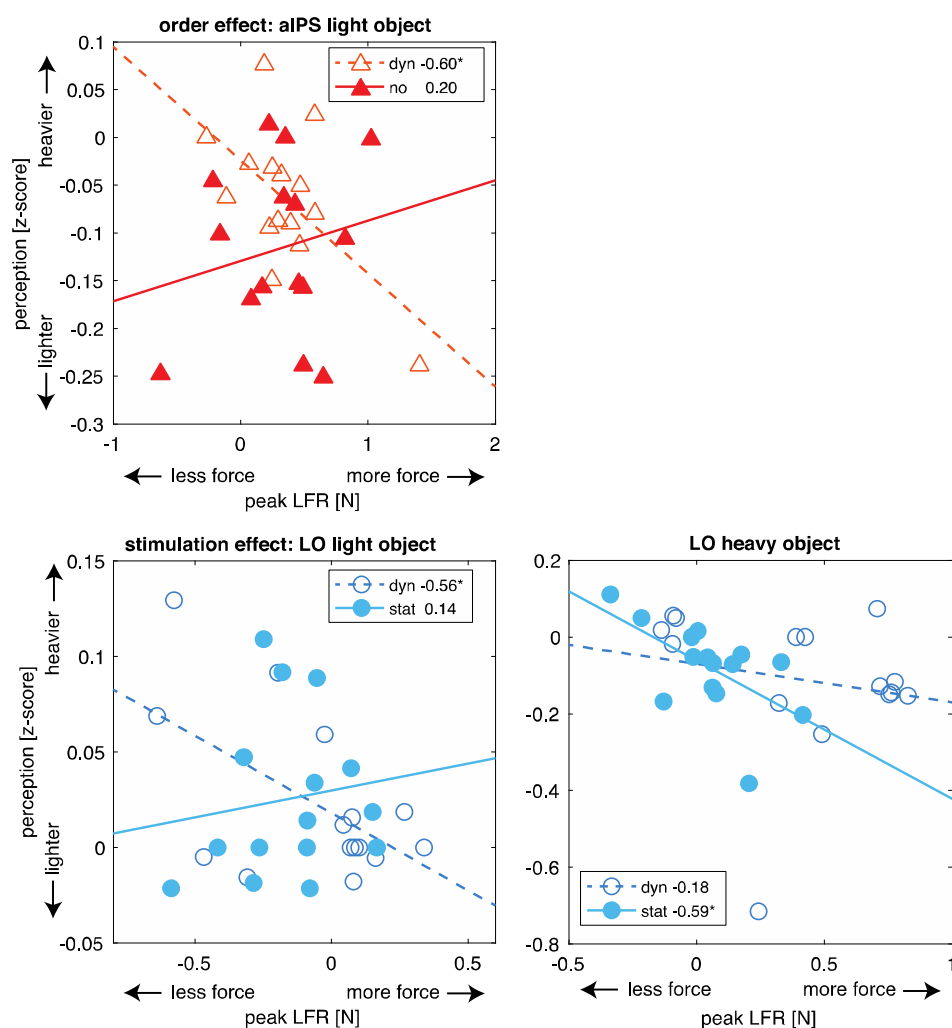 order effect: aIPS light object
dyn -0.60*
no 0.20
0.1
0.05
0
-0.05
-0.1
-0.15
-0.2
-0.25
-0.3
perception [z-score]
heavier
lighter
-1
0
1
2
less force
more force
peak LFR [N]
stimulation effect: LO light object
dyn -0.56*
stat 0.14
0.15
0.1
0.05
0
0.05
perception [z-score]
heavier
lighter
-0.5
0
0.5
less force
more force
peak LFR [N]
LO heavy object
dyn -0.18
stat -0.59*
0.2
0
-0.2
-0.4
-0.6
-0.8
-0.5
0
0.5
1
less force
more force
peak LFR [N]